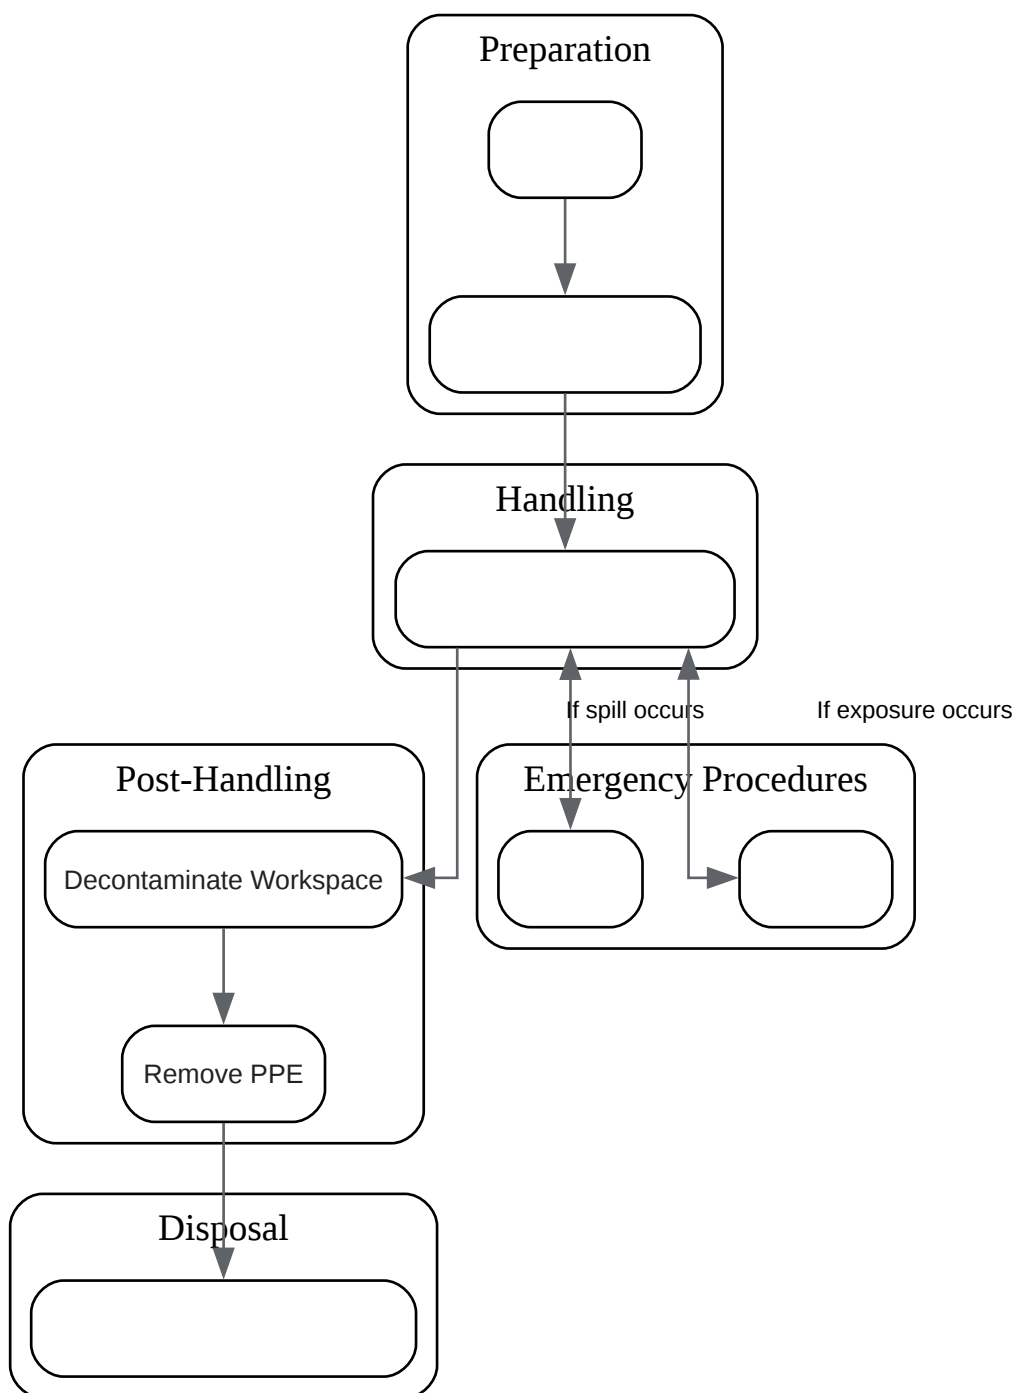 Preparation
Handling
If spill occurs
If exposure occurs
Post-Handling
Emergency Procedures
Decontaminate Workspace
Remove PPE
Disposal